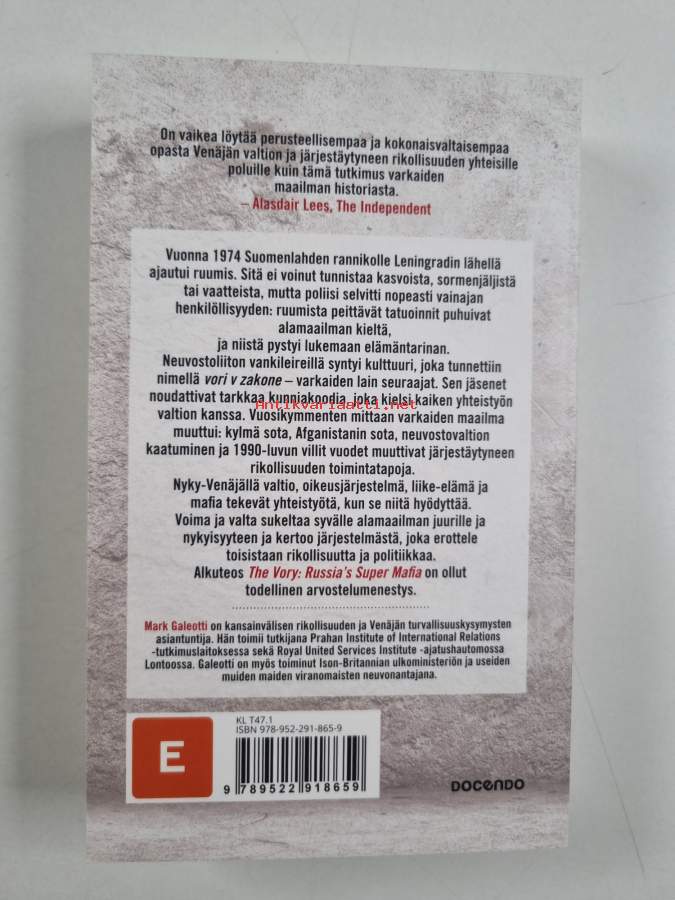 On vaikea löytää perusteellisempaa ja kokonaisvaltaisempaa
opasta Venäjän valtion ja järjestäytyneen rikollisuuden yhteisille
poluille kuin tämä tutkimus varkaiden
maailman historiasta.
– Alasdair Lees, The Independent
Vuonna 1974 Suomenlahden rannikolle Leningradin lähellä
ajautui ruumis. Sitä ei voinut tunnistaa kasvoista, sormenjäljistä
tai vaatteista, mutta poliisi selvitti nopeasti vainajan
henkilöllisyyden: ruumista peittävät tatuoinnit puhuivat
alamaailman kieltä,
ja niistä pystyi lukemaan elämäntarinan.
Neuvostoliiton vankileireillä syntyi kulttuuri, joka tunnettiin
nimellä vori v zakone – varkaiden lain seuraajat. Sen jäsenet
noudattivat tarkkaa kunniakoodia, joka kielsi kaiken yhteistyön
Antikvariaatti.net
valtion kanssa. Vuosikymmenten mittaan varkaiden maailma
muuttui: kylmä sota, Afganistanin sota, neuvostovaltion
kaatuminen ja 1990-luvun villit vuodet muuttivat järjestäytyneen
rikollisuuden toimintatapoja.
Nyky-Venäjällä valtio, oikeusjärjestelmä, liike-elämä ja
mafia tekevät yhteistyötä, kun se niitä hyödyttää.
Voima ja valta sukeltaa syvälle alamaailman juurille ja
nykyisyyteen ja kertoo järjestelmästä, joka erottele
toisistaan rikollisuutta ja politiikkaa.
Alkuteos The Vory: Russia's Super Mafia on ollut
todellinen arvostelumenestys.
Mark Galeotti on kansainvälisen rikollisuuden ja Venäjän turvallisuuskysymysten
asiantuntija. Hän toimii tutkijana Prahan Institute of International Relations
-tutkimuslaitoksessa sekä Royal United Services Institute -ajatushautomossa
Lontoossa. Galeotti on myös toiminut Ison-Britannian ulkoministeriön ja useiden
muiden maiden viranomaisten neuvonantajana.
E
KL T47.1
ISBN 978-952-291-865-9
9 789522 918659
DOCENDO